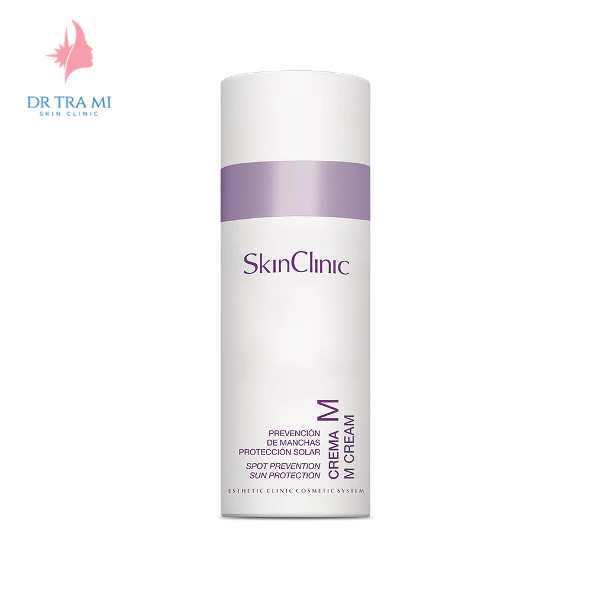 DR TRA MI
SKIN CLINIC
SkinClinic
PREVENCIÓN
DE MANCHAS
PROTECCIÓN SOLAR
SPOT PREVENTION
SUN PROTECTION
CREMA M
M CREAM
ESTHETIC CLINIC COSMETIC SYSTEM